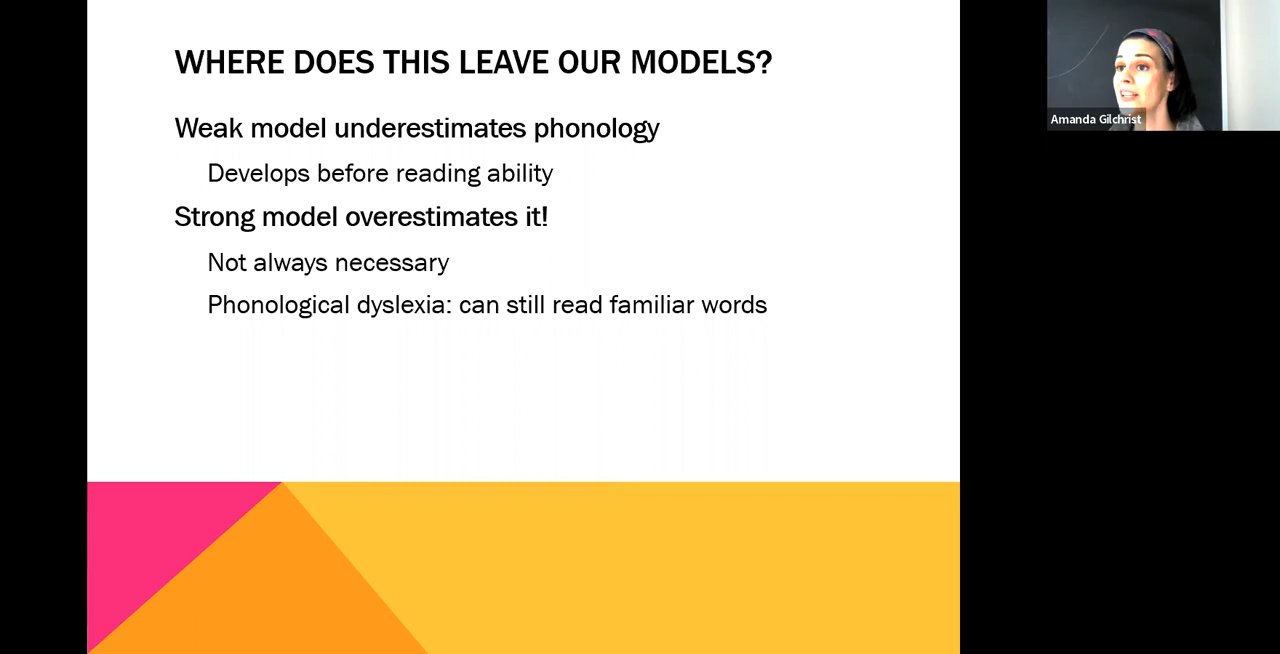 WHERE DOES THIS LEAVE OUR MODELS?
Weak model underestimates phonology
Develops before reading ability
Strong model overestimates it!
Not always necessary
Phonological dyslexia: can still read familiar words
Amanda Gilchrist